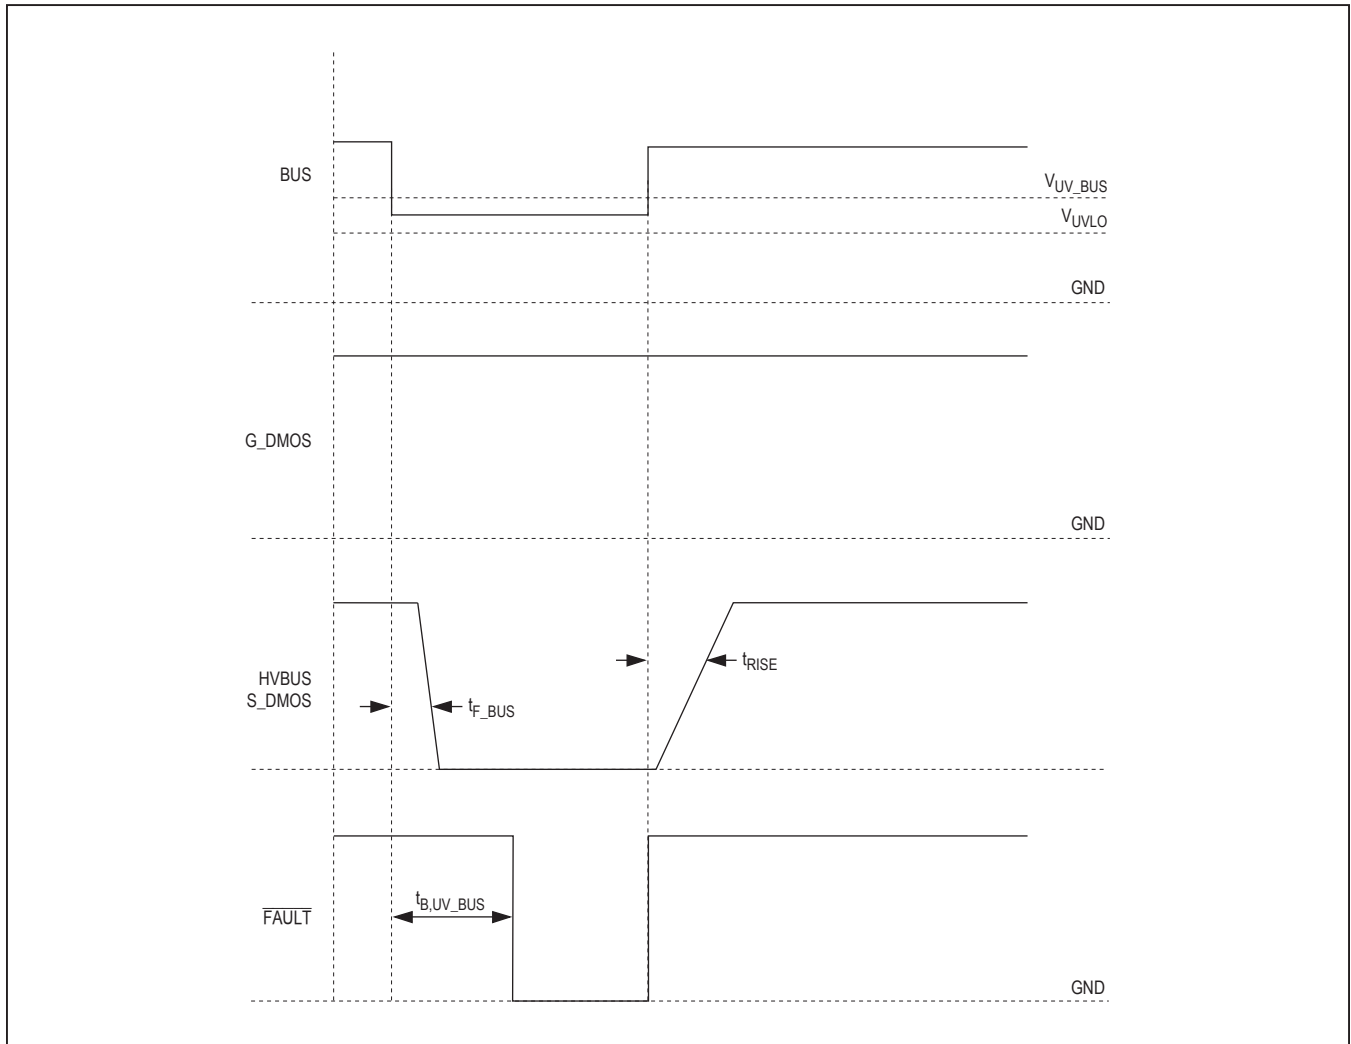 BUS
V_UV_BUS
V_UVLO
GND
G_DMOS
GND
HVBUS
S_DMOS
t_RISE
t_F_BUS
t_B,UV_BUS
FAULT
GND